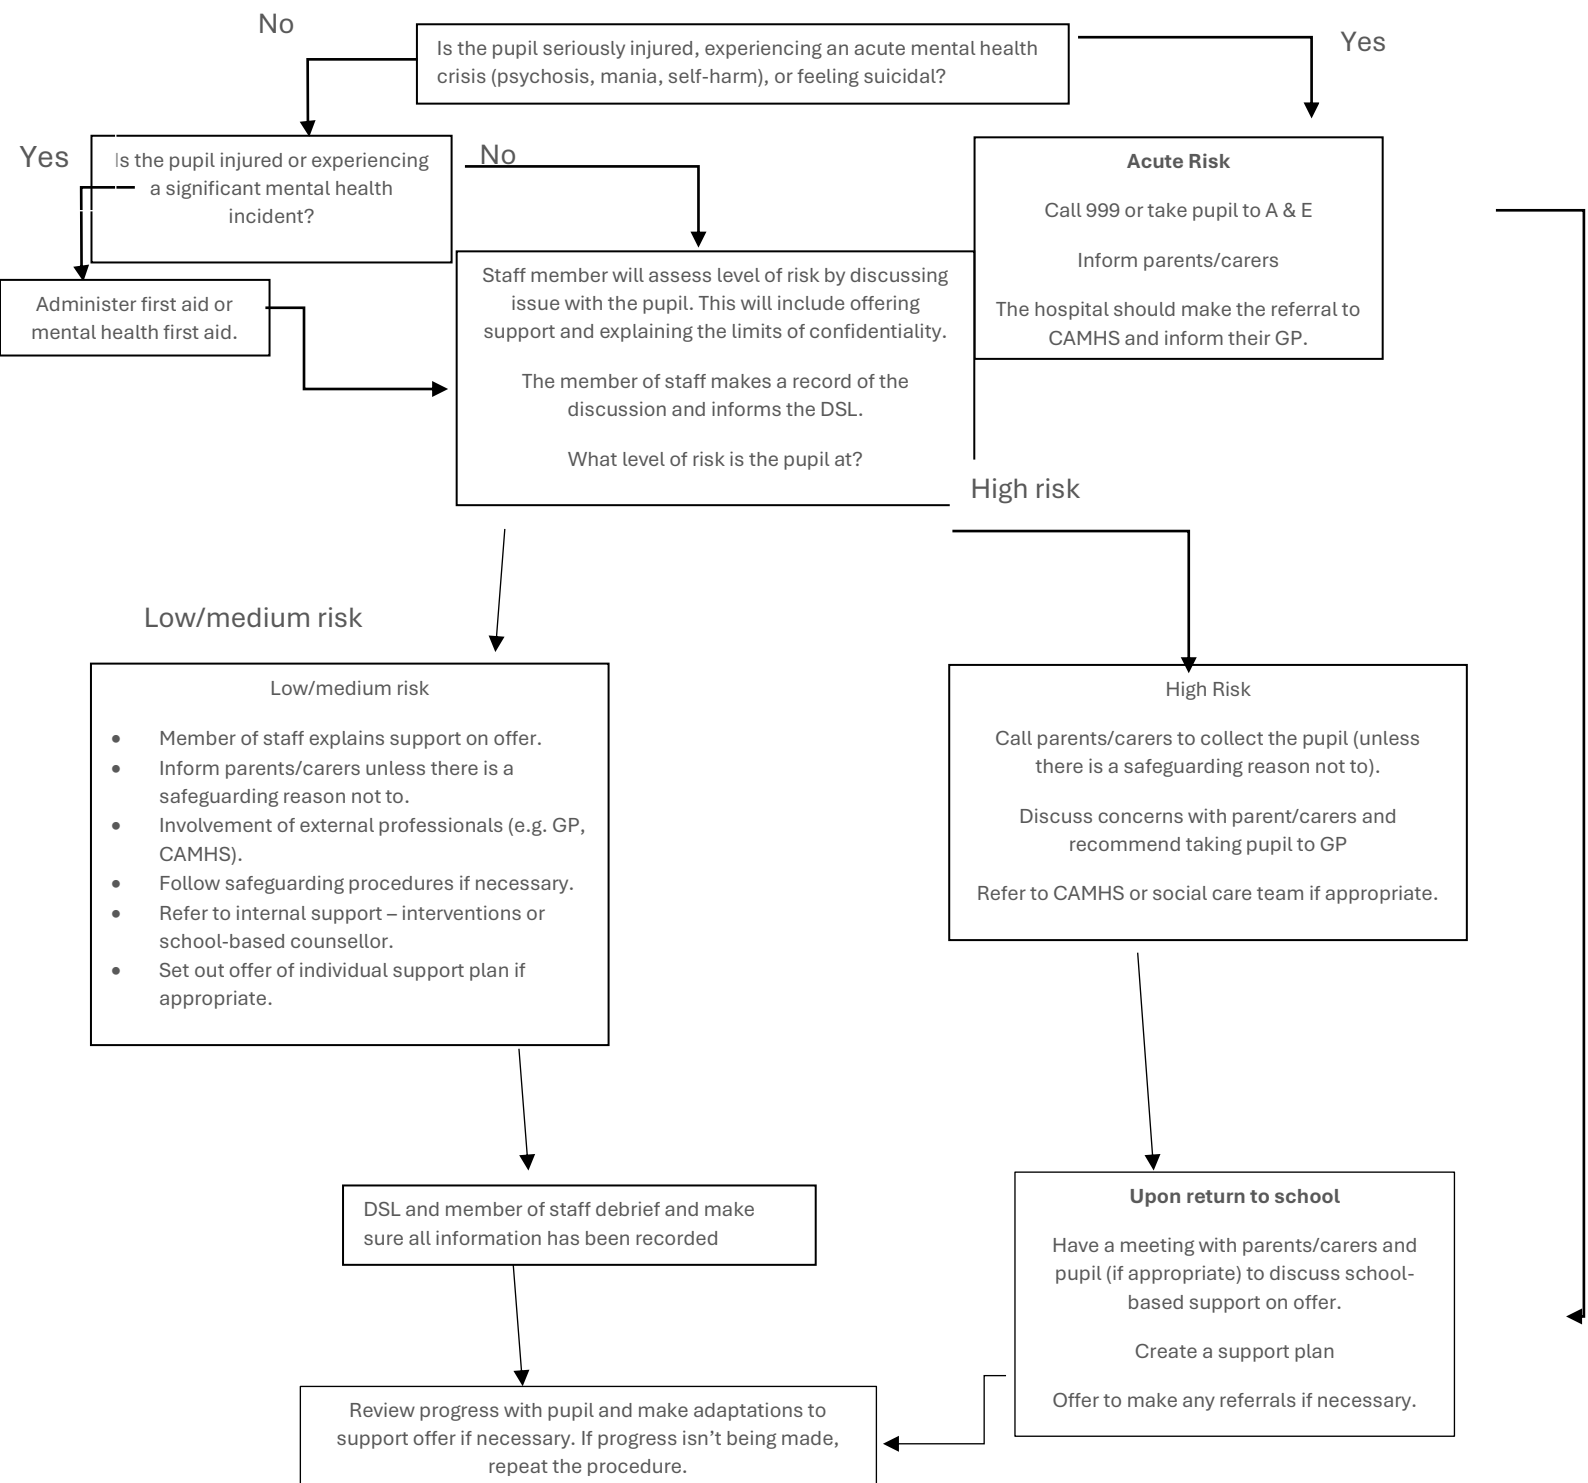 No
Is the pupil seriously injured, experiencing an acute mental health
crisis (psychosis, mania, self-harm), or feeling suicidal?
Yes
Yes
Is the pupil injured or experiencing
a significant mental health
incident?
No
Acute Risk
Call 999 or take pupil to A & E
Inform parents/carers
The hospital should make the referral to
CAMHS and inform their GP.
Administer first aid or
mental health first aid.
Staff member will assess level of risk by discussing
issue with the pupil. This will include offering
support and explaining the limits of confidentiality.
The member of staff makes a record of the
discussion and informs the DSL.
What level of risk is the pupil at?
High risk
Low/medium risk
Low/medium risk
• Member of staff explains support on offer.
• Inform parents/carers unless there is a
safeguarding reason not to.
• Involvement of external professionals (e.g. GP,
CAMHS).
• Follow safeguarding procedures if necessary.
• Refer to internal support – interventions or
school-based counsellor.
• Set out offer of individual support plan if
appropriate.
High Risk
Call parents/carers to collect the pupil (unless
there is a safeguarding reason not to).
Discuss concerns with parent/carers and
recommend taking pupil to GP
Refer to CAMHS or social care team if appropriate.
DSL and member of staff debrief and make
sure all information has been recorded
Upon return to school
Have a meeting with parents/carers and
pupil (if appropriate) to discuss school-
based support on offer.
Create a support plan
Offer to make any referrals if necessary.
Review progress with pupil and make adaptations to
support offer if necessary. If progress isn’t being made,
repeat the procedure.